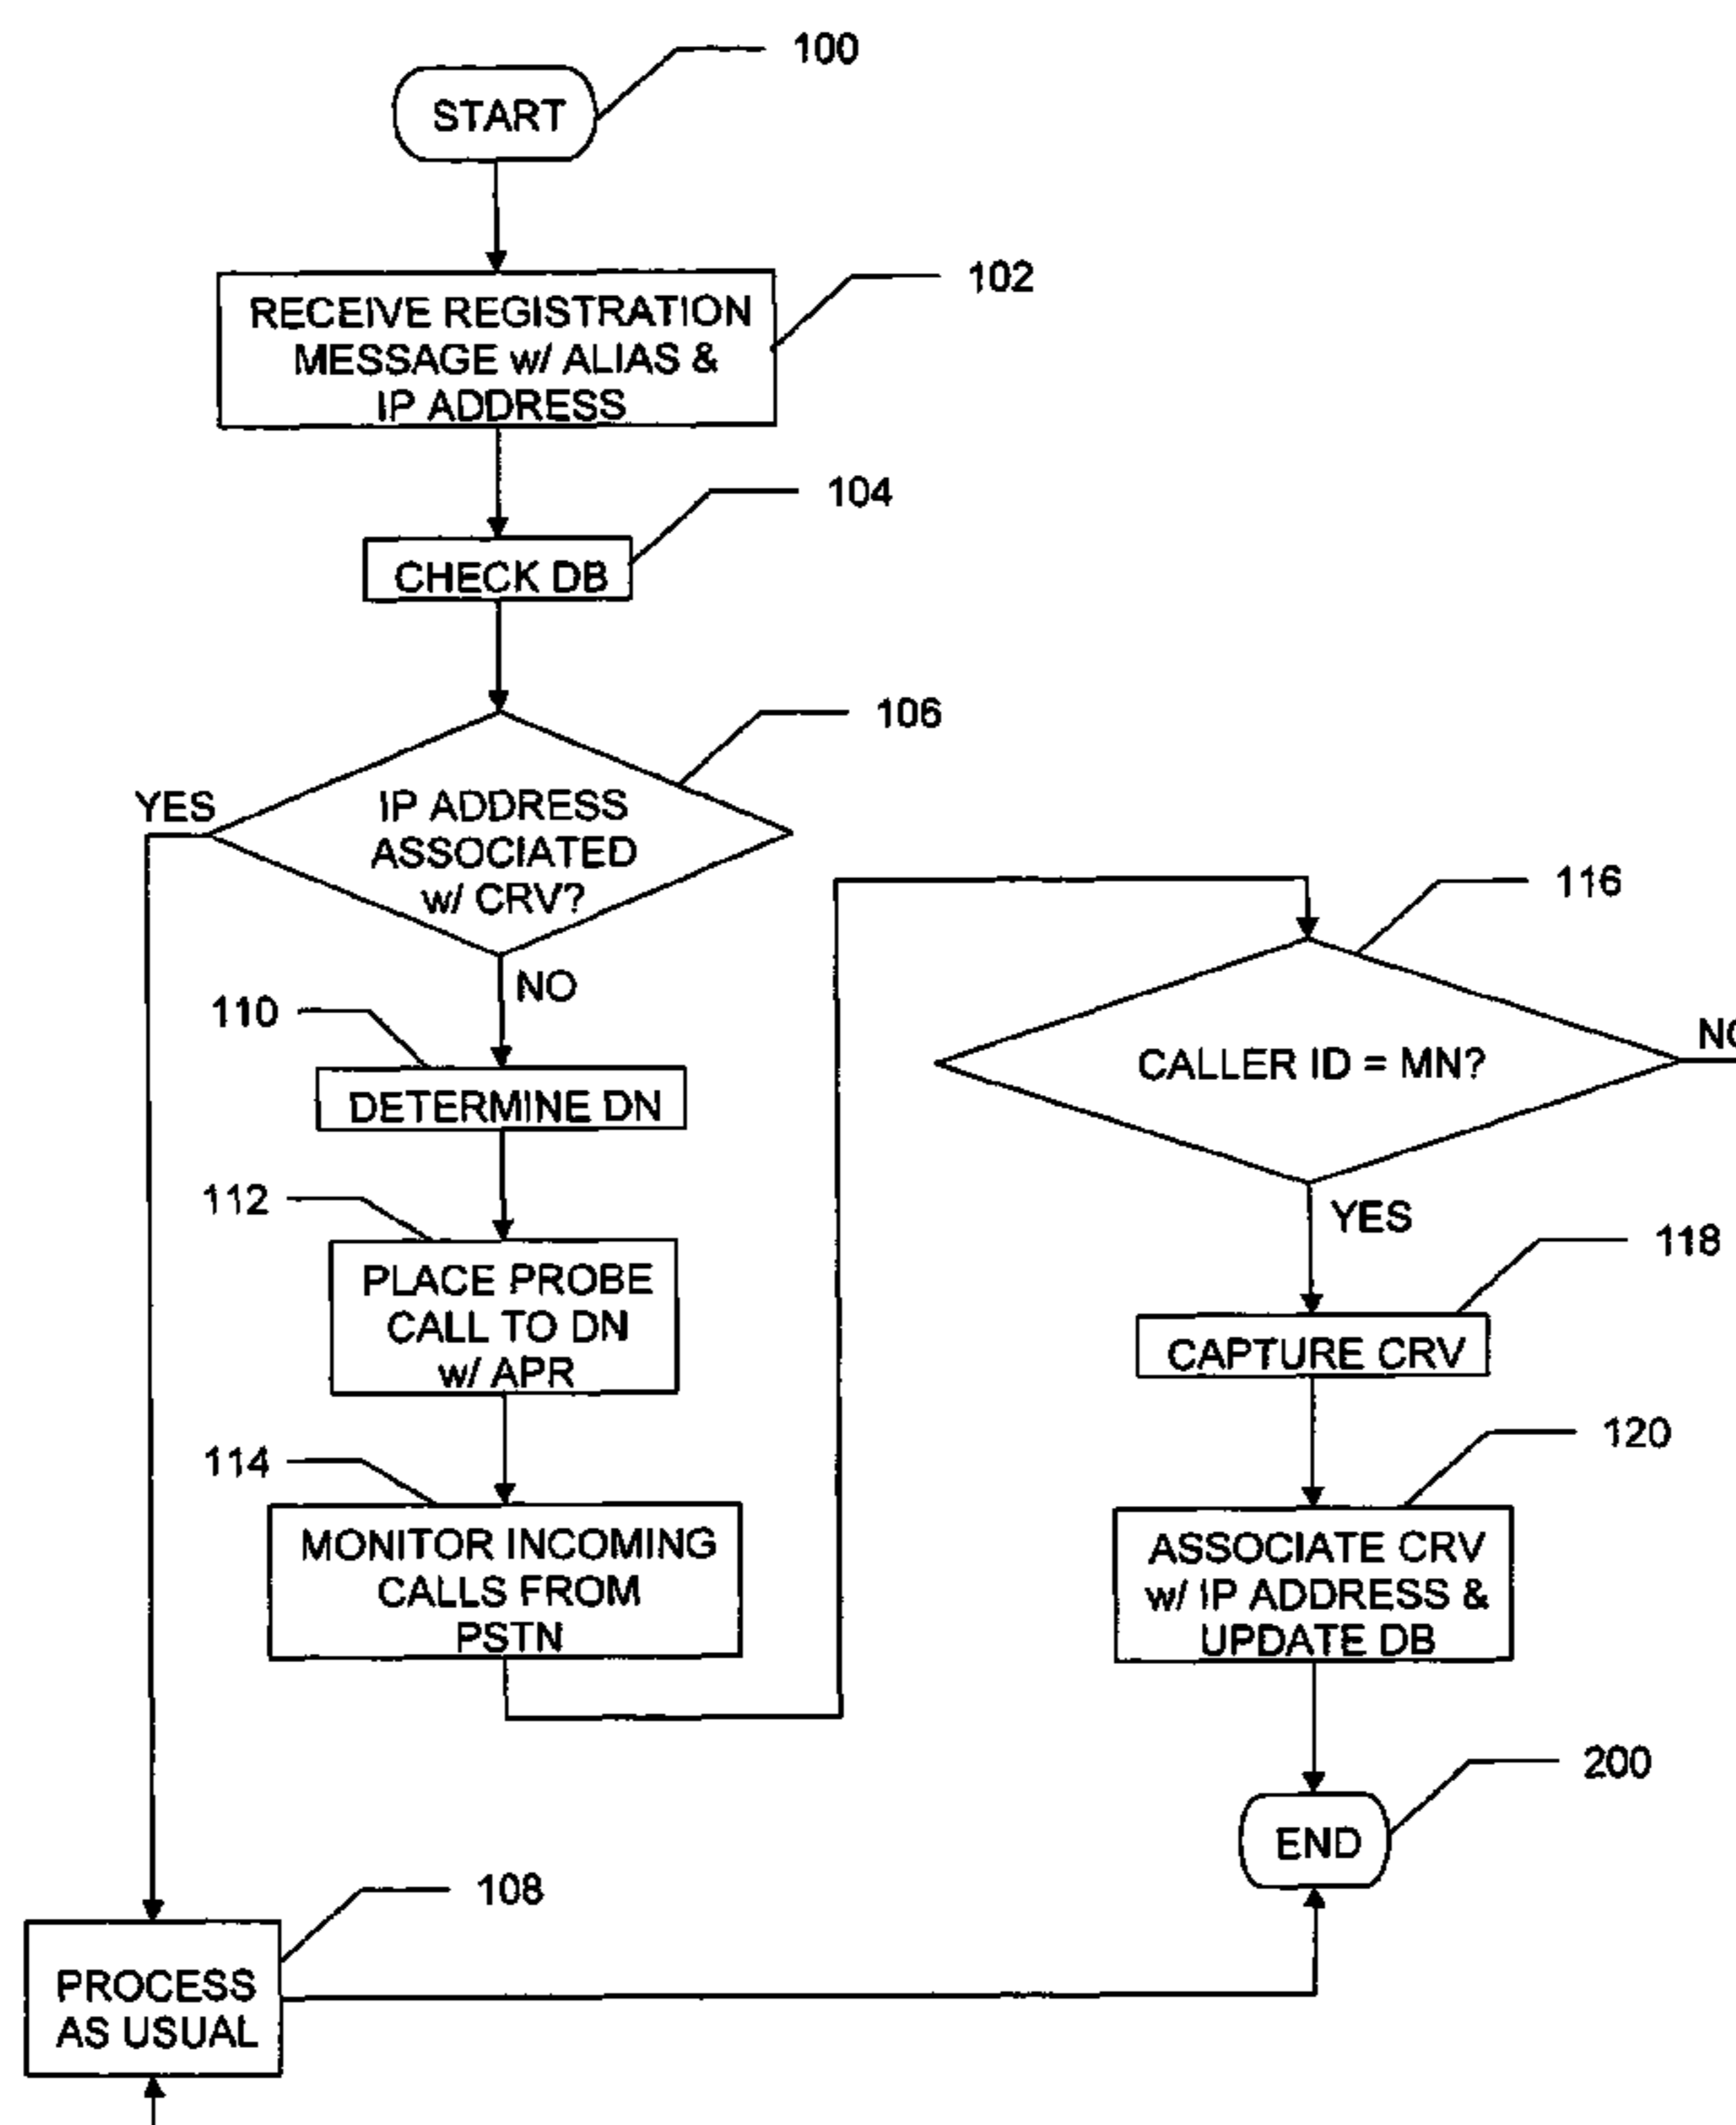 100
START
102
RECEIVE REGISTRATION
MESSAGE w/ ALIAS &
IP ADDRESS
104
CHECK DB
106
YES
IP ADDRESS
ASSOCIATED
w/ CRV?
NO
110
DETERMINE DN
112
PLACE PROBE
CALL TO DN
w/ APR
114
MONITOR INCOMING
CALLS FROM
PSTN
116
CALLER ID = MN?
NO
YES
118
CAPTURE CRV
120
ASSOCIATE CRV
w/ IP ADDRESS &
UPDATE DB
200
END
108
PROCESS
AS USUAL